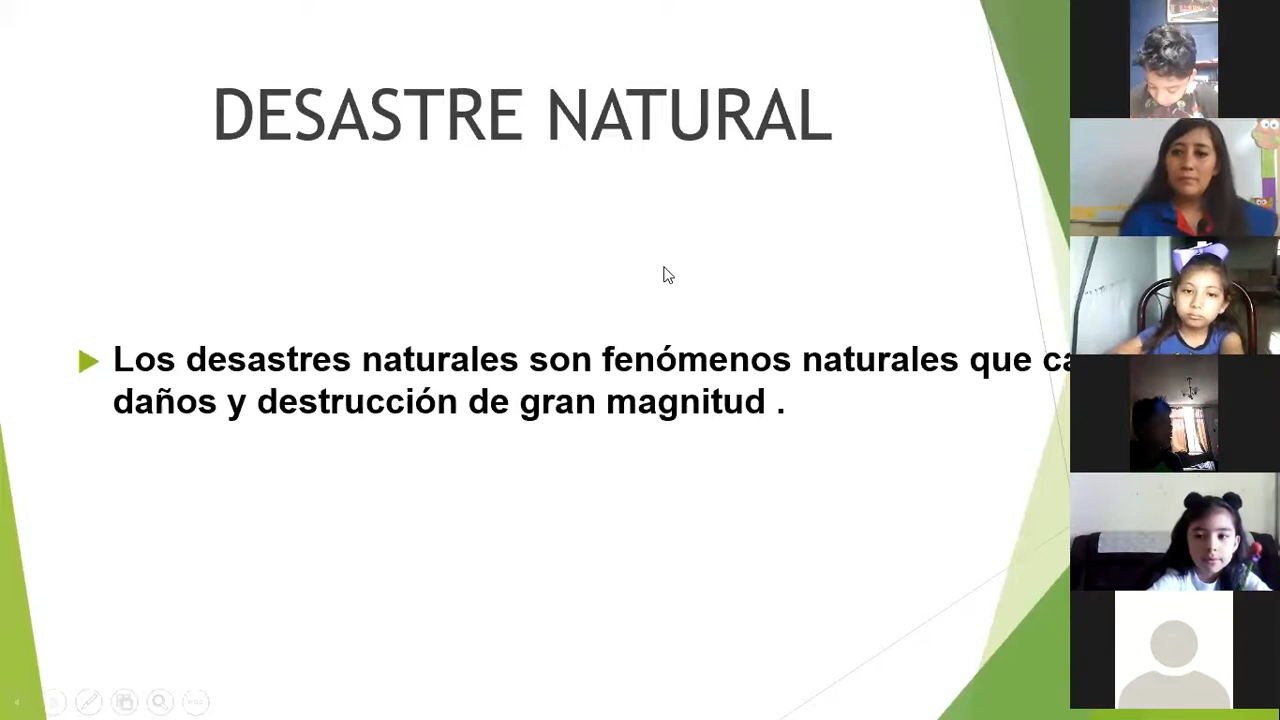 DESASTRE NATURAL
Los desastres naturales son fenómenos naturales que
daños y destrucción de gran magnitud .